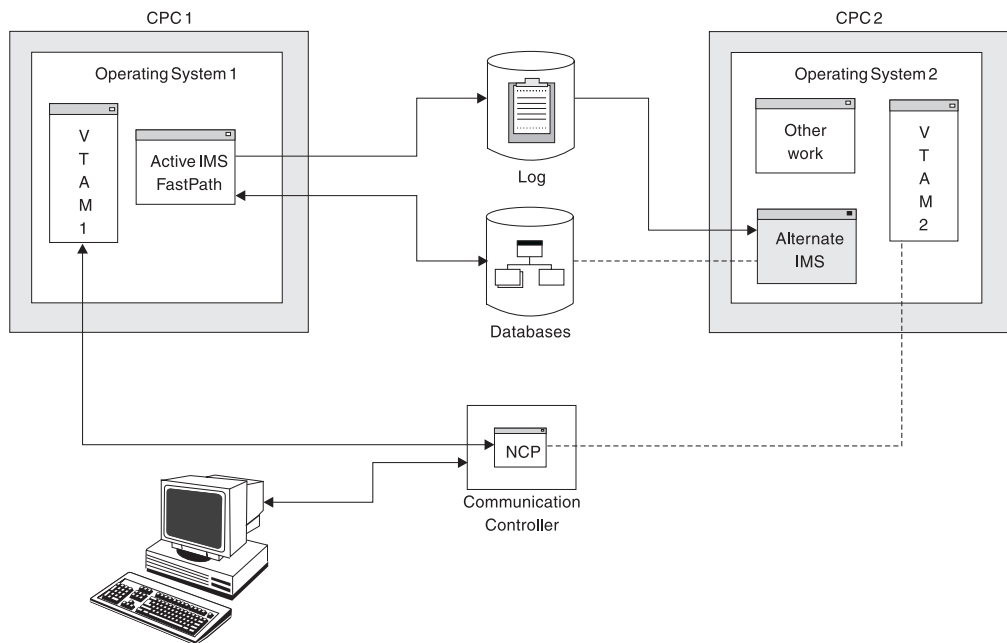 CPC 1
CPC 2
Operating System 1
Operating System 2
V
T
A
M
1
Active IMS
FastPath
Log
Other
work
V
T
A
M
2
Alternate
IMS
Databases
NCP
Communication
Controller